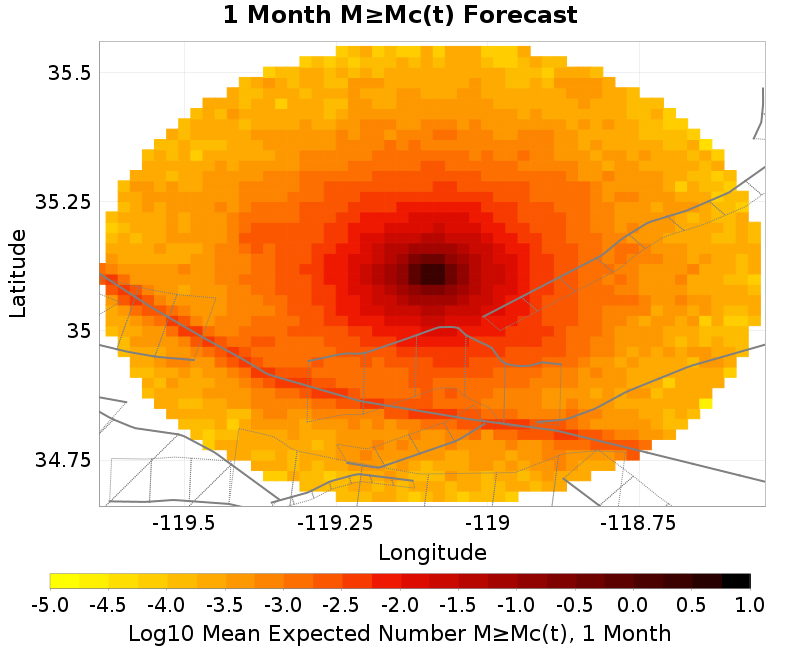 1 Month M≥Mc(t) Forecast
35.5
35.25
35
34.75
Latitude
-119.5 -119.25 -119 -118.75
Longitude
-5.0 -4.5 -4.0 -3.5 -3.0 -2.5 -2.0 -1.5 -1.0 -0.5 0.0 0.5 1.0
Log10 Mean Expected Number M≥Mc(t), 1 Month